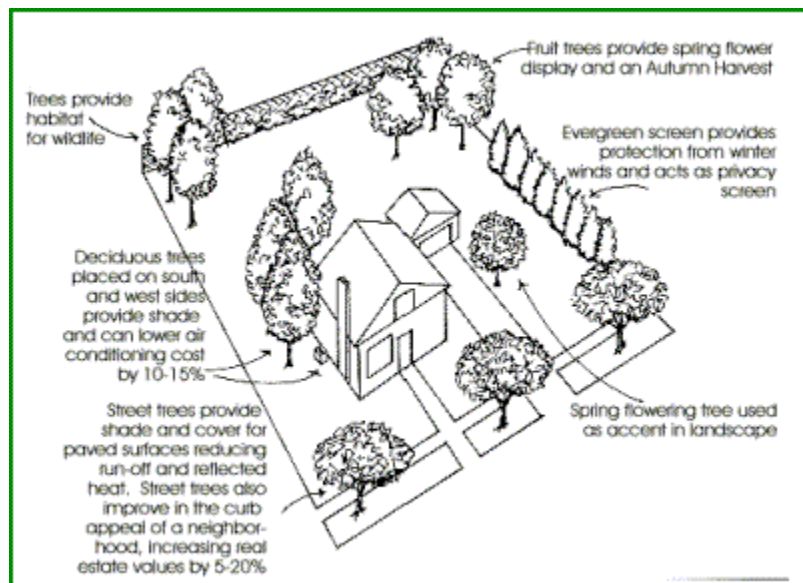 Fruit trees provide spring flower
display and an Autumn Harvest
Trees provide
habitat
for wildlife
Evergreen screen provides
protection from winter
winds and acts as privacy
screen
Deciduous trees
placed on south
and west sides
provide shade
and can lower air
conditioning cost
by 10-15%
Spring flowering tree used
as accent in landscape
Street trees provide
shade and cover for
paved surfaces reducing
run-off and reflected
heat. Street trees also
improve in the curb
appeal of a neighbor-
hood, increasing real
estate values by 5-20%